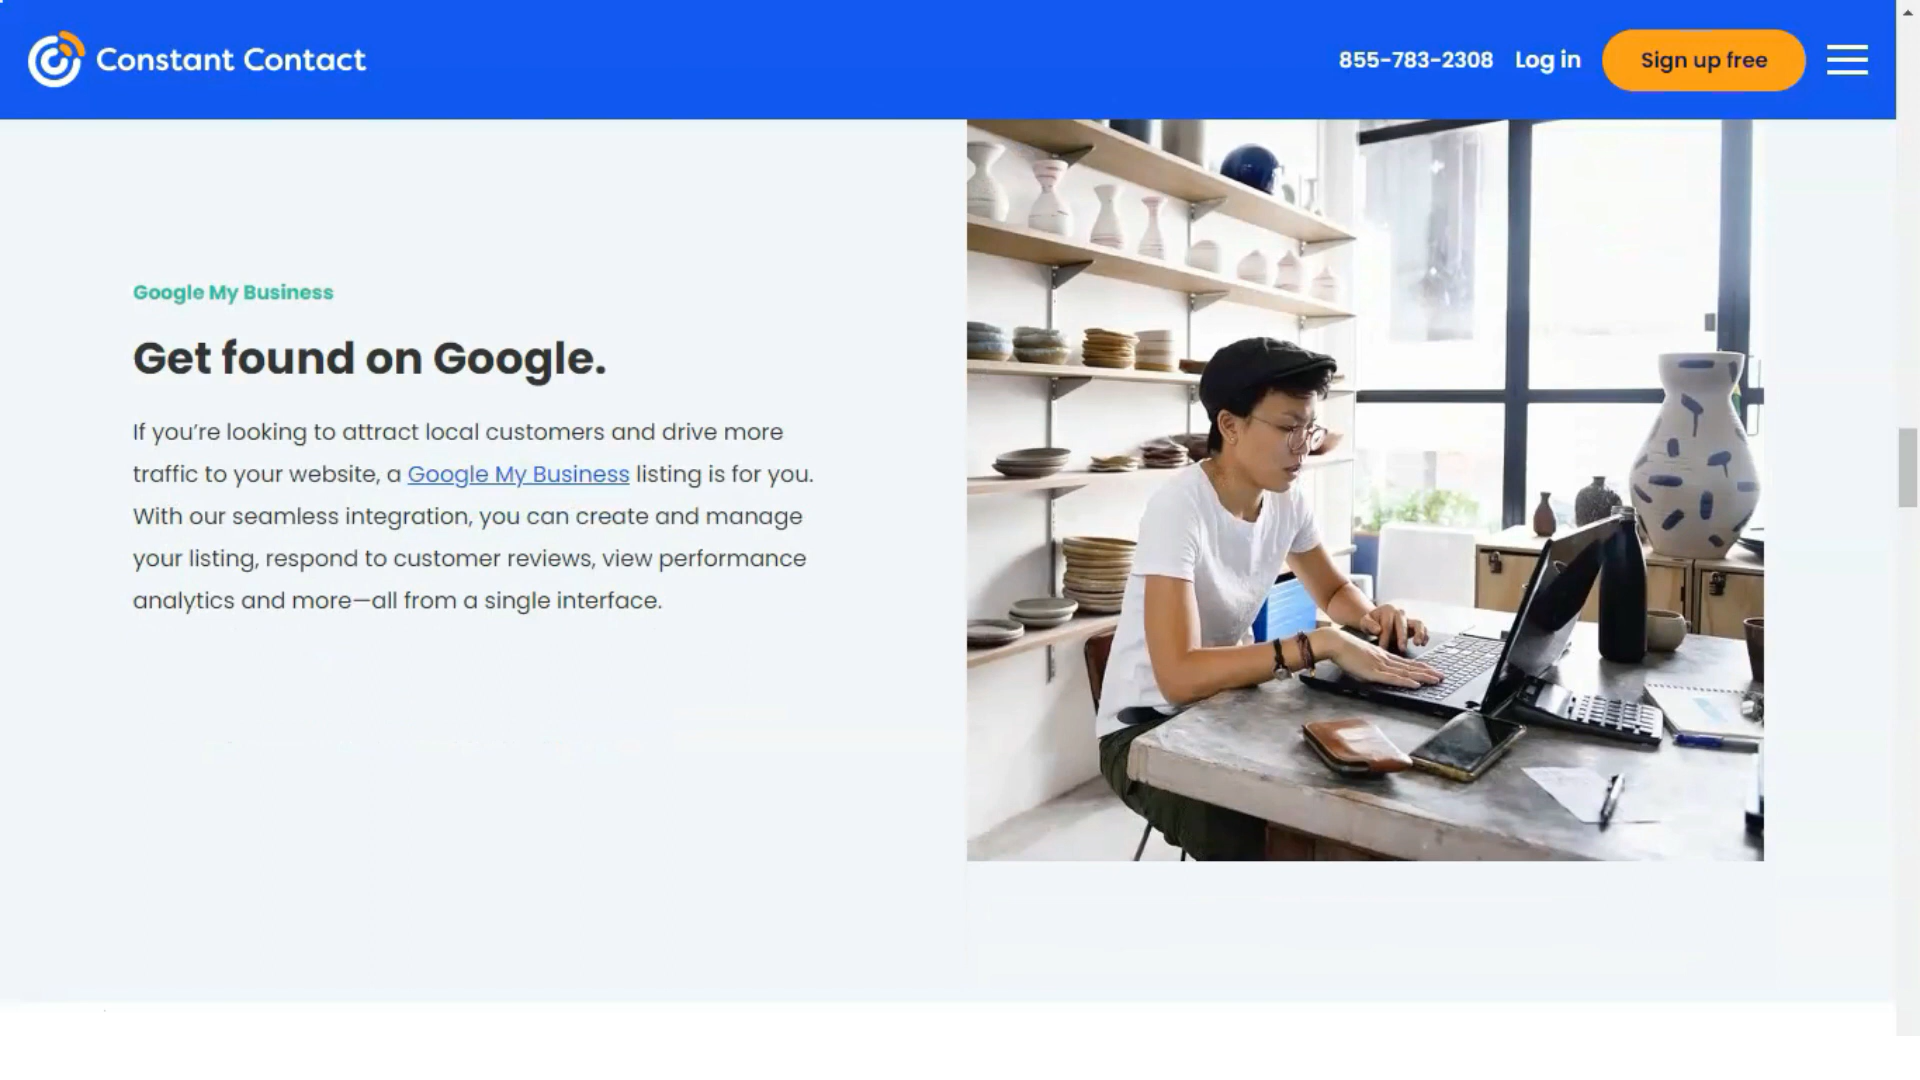 Constant Contact
855-783-2308 Log in Sign up free
Google My Business
Get found on Google.
If you’re looking to attract local customers and drive more
traffic to your website, a Google My Business listing is for you.
With our seamless integration, you can create and manage
your listing, respond to customer reviews, view performance
analytics and more—all from a single interface.